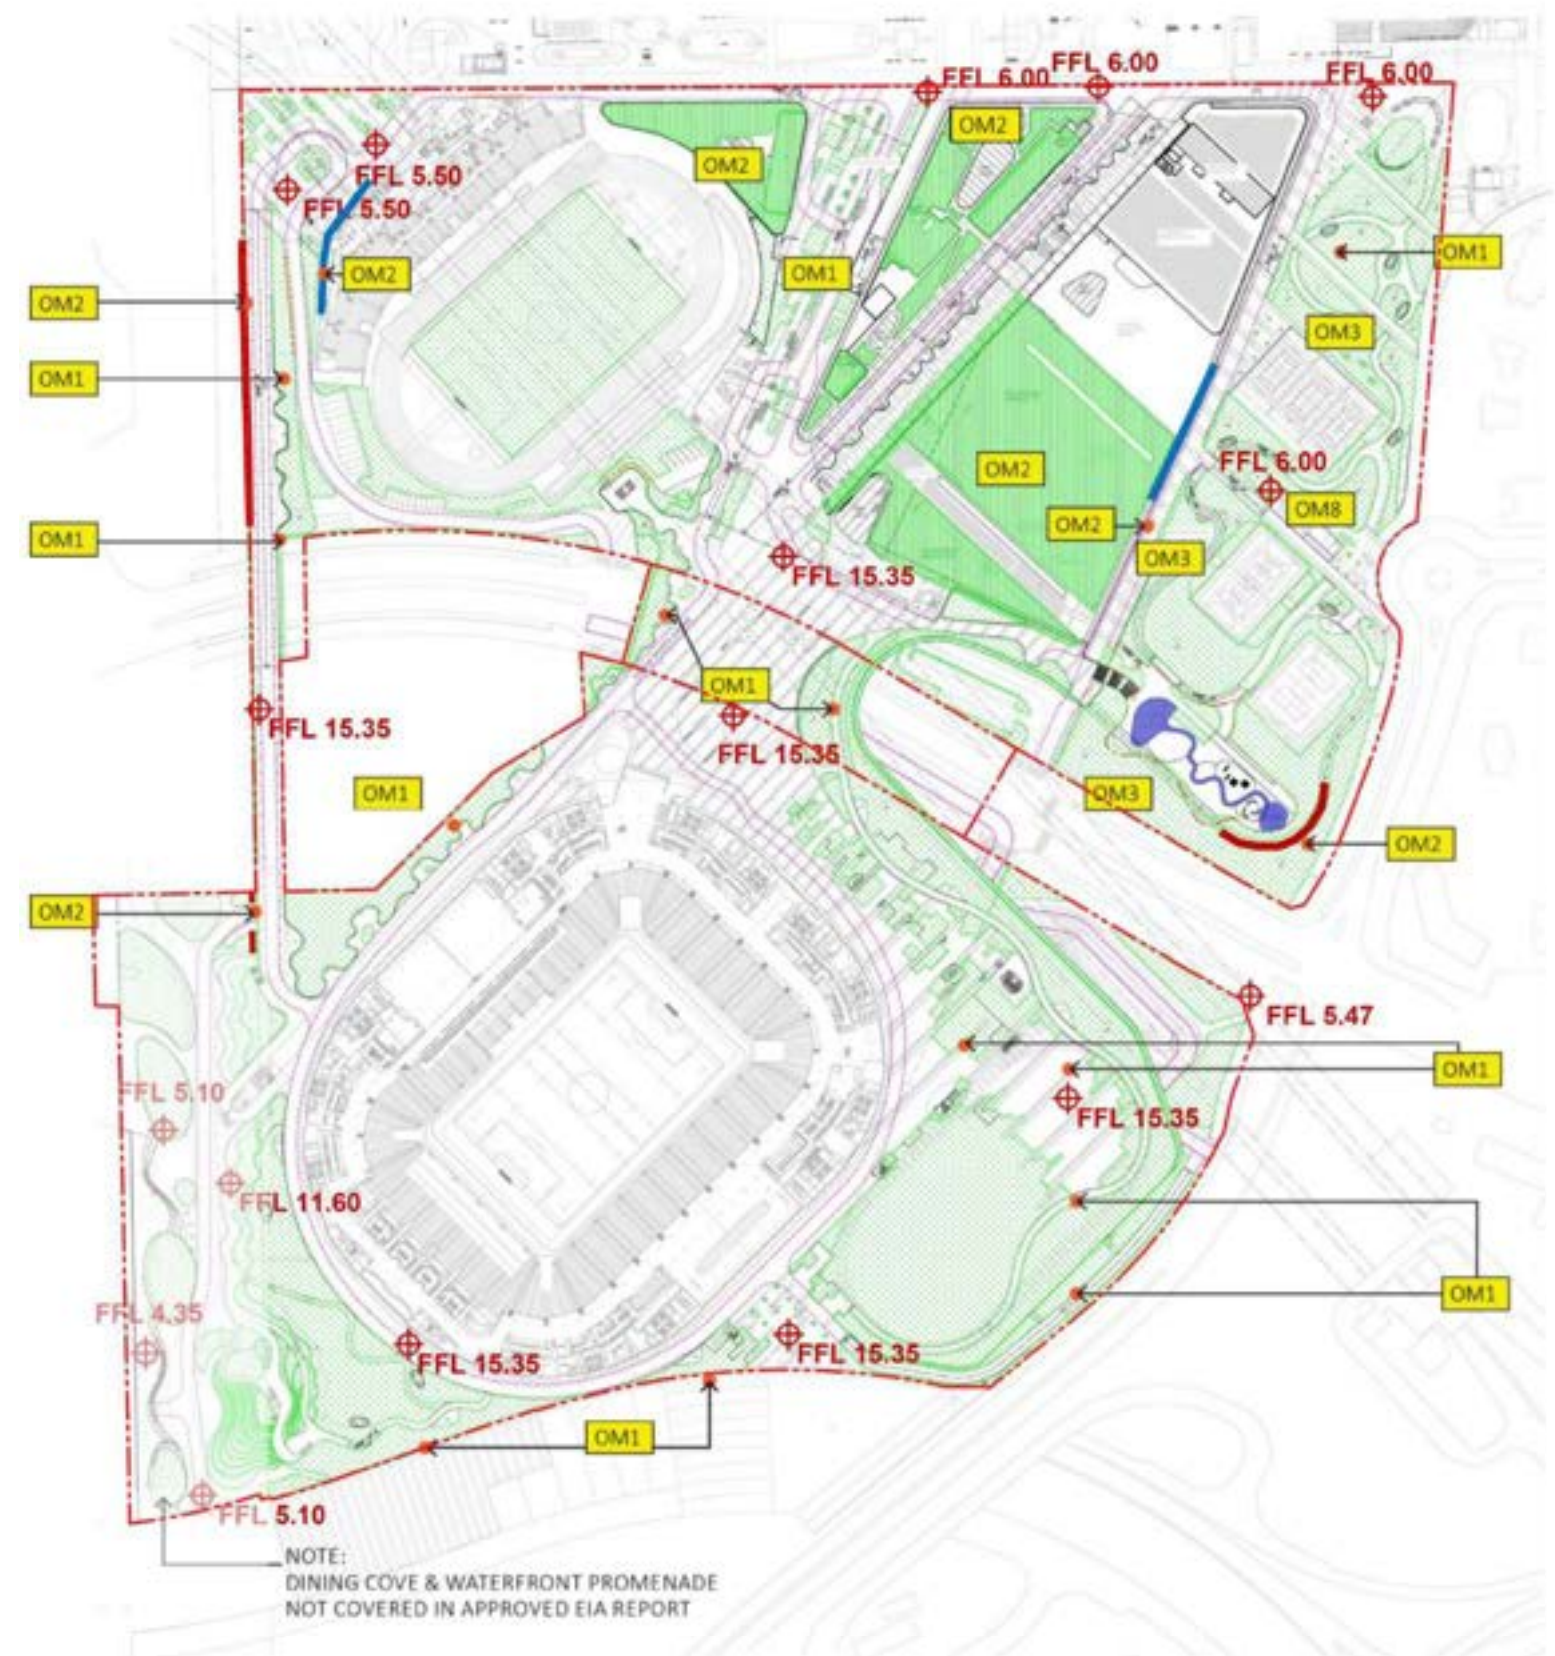 FFL 6.00
FFL 6.00
FFL 6.00
OM2
OM2
FFL 5.50
FFL 5.50
OM1
OM1
OM2
OM2
OM3
OM1
OM2
FFL 6.00
OM8
OM2
OM1
OM3
FFL 15.35
OM1
FFL 15.35
FFL 15.35
OM1
OM3
OM2
OM2
FFL 5.47
OM1
FFL 5.10
FFL 15.35
FFL 11.60
OM1
FFL 4.35
FFL 15.35
FFL 15.35
OM1
FFL 5.10
NOTE:
DINING COVE & WATERFRONT PROMENADE
NOT COVERED IN APPROVED EIA REPORT